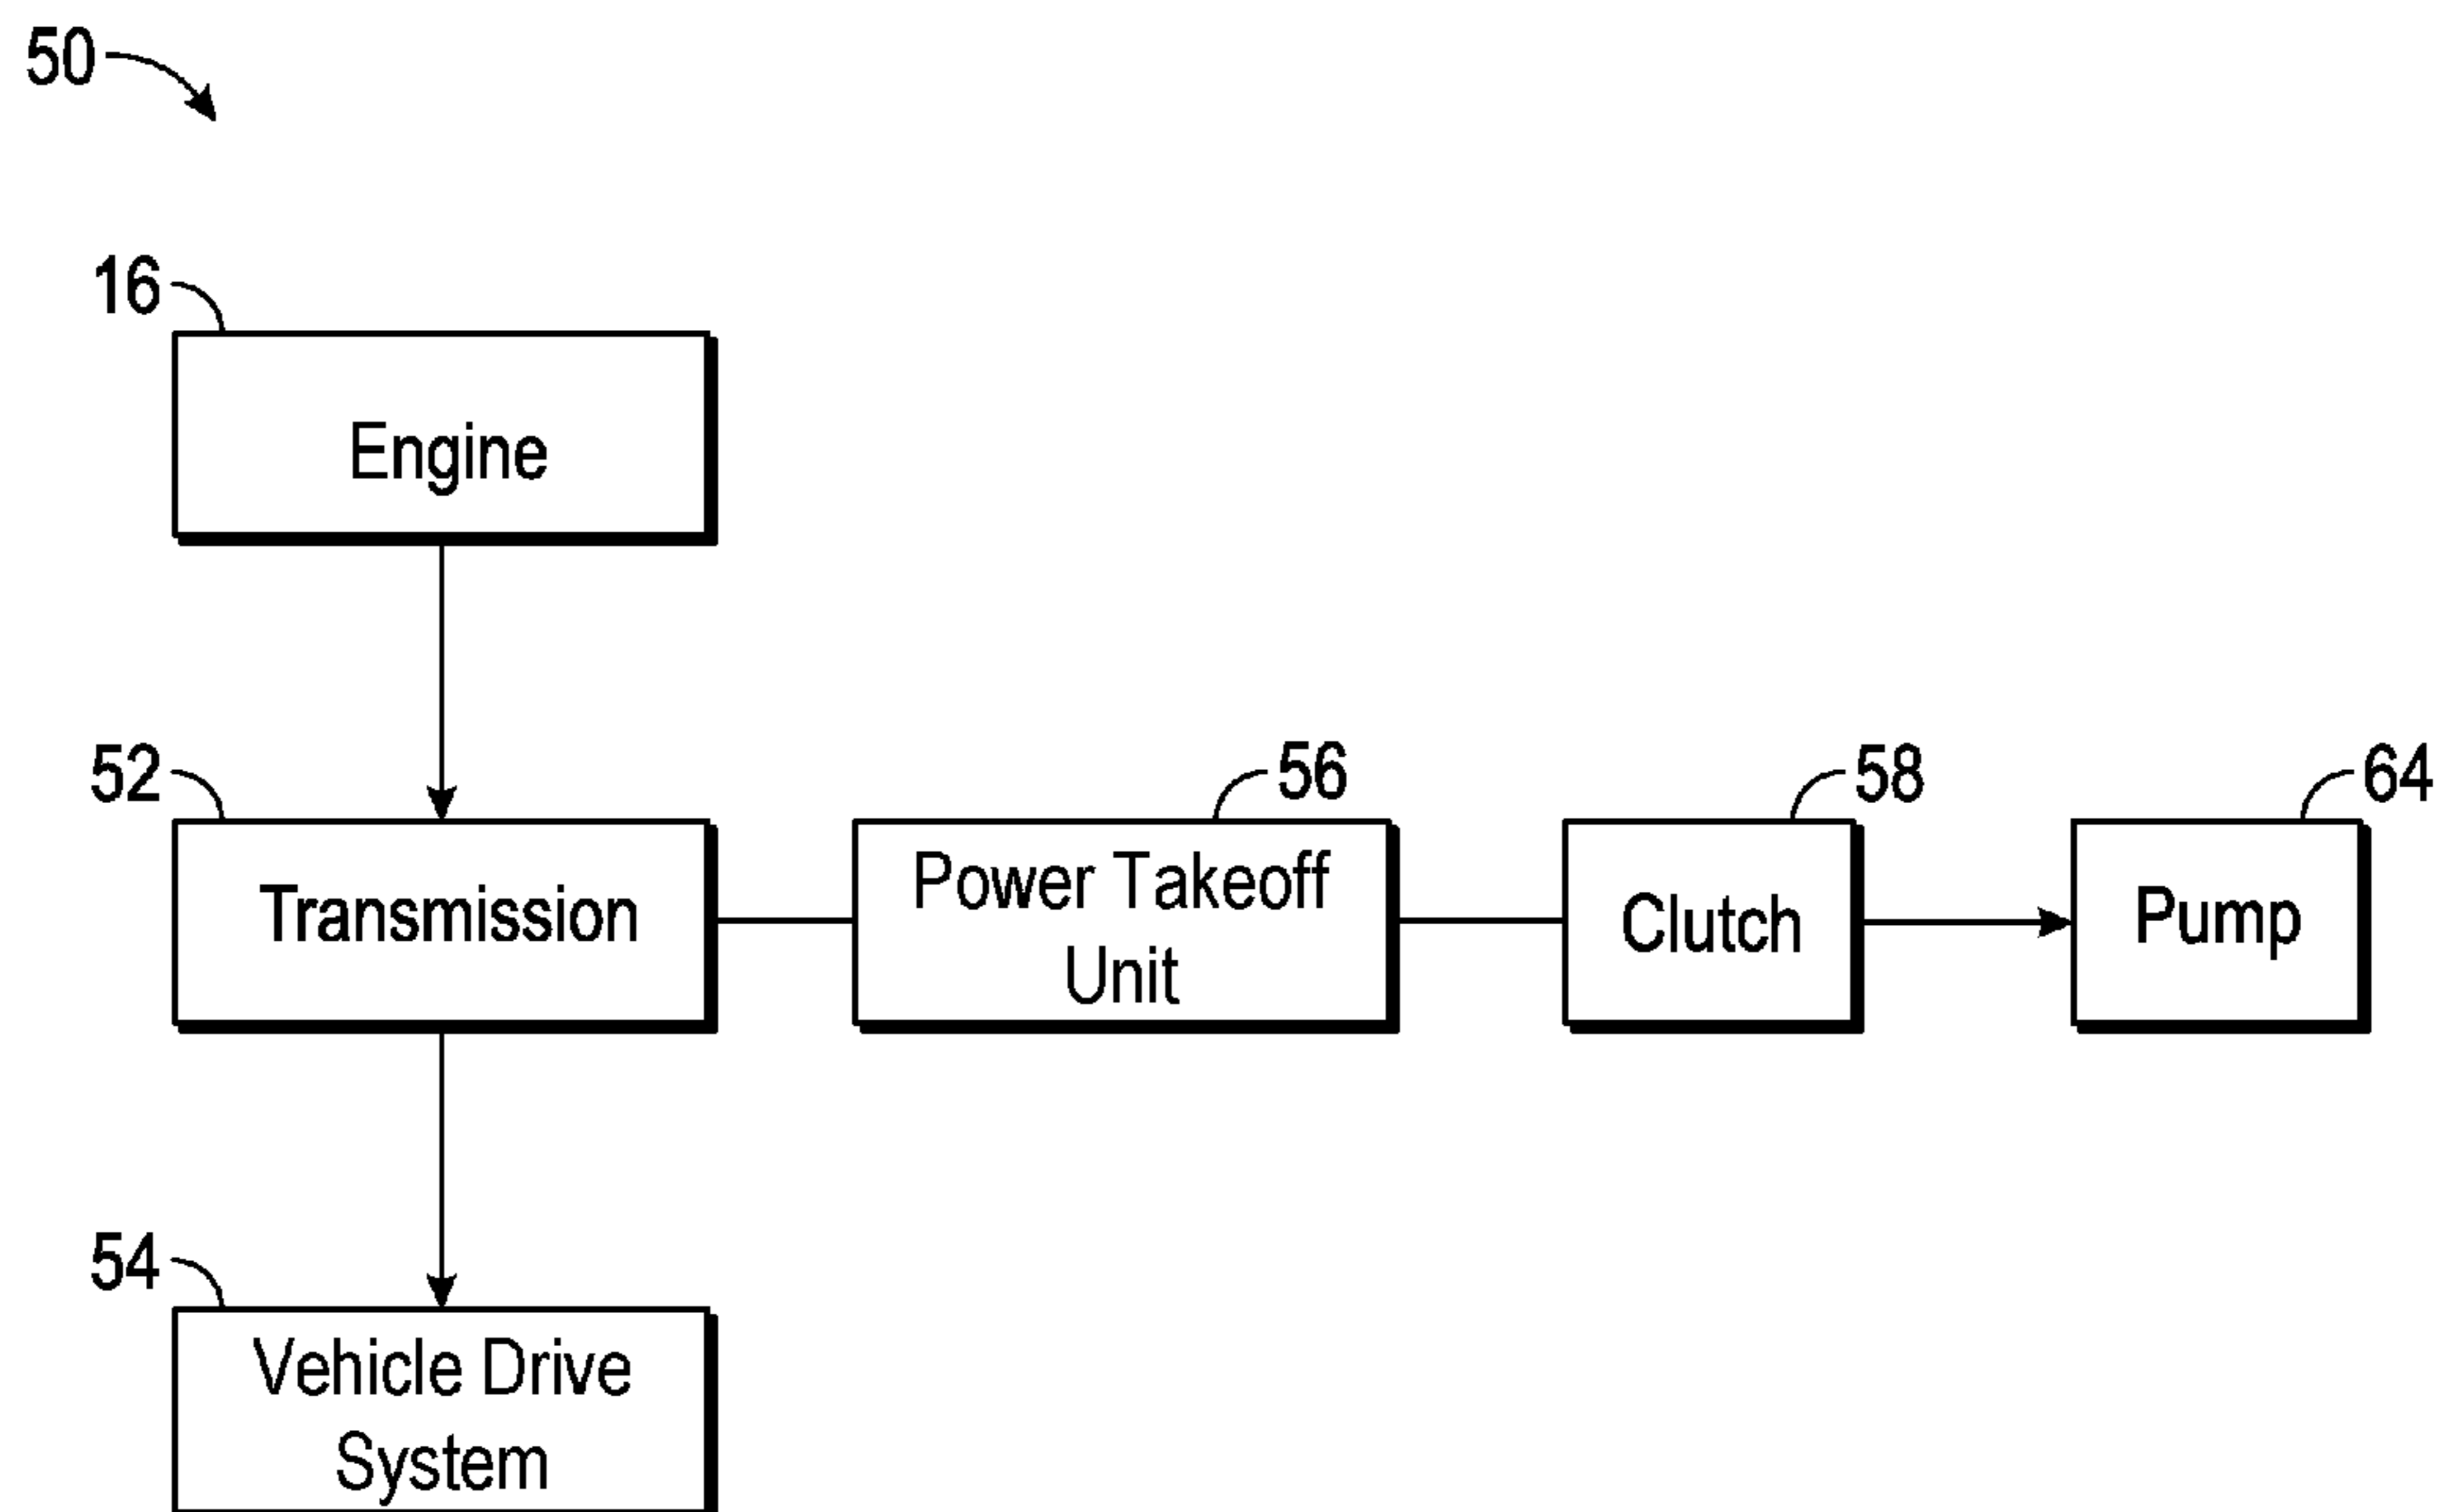 50
16
Engine
52
56
58
64
Transmission
Power Takeoff
Unit
Clutch
Pump
54
Vehicle Drive
System